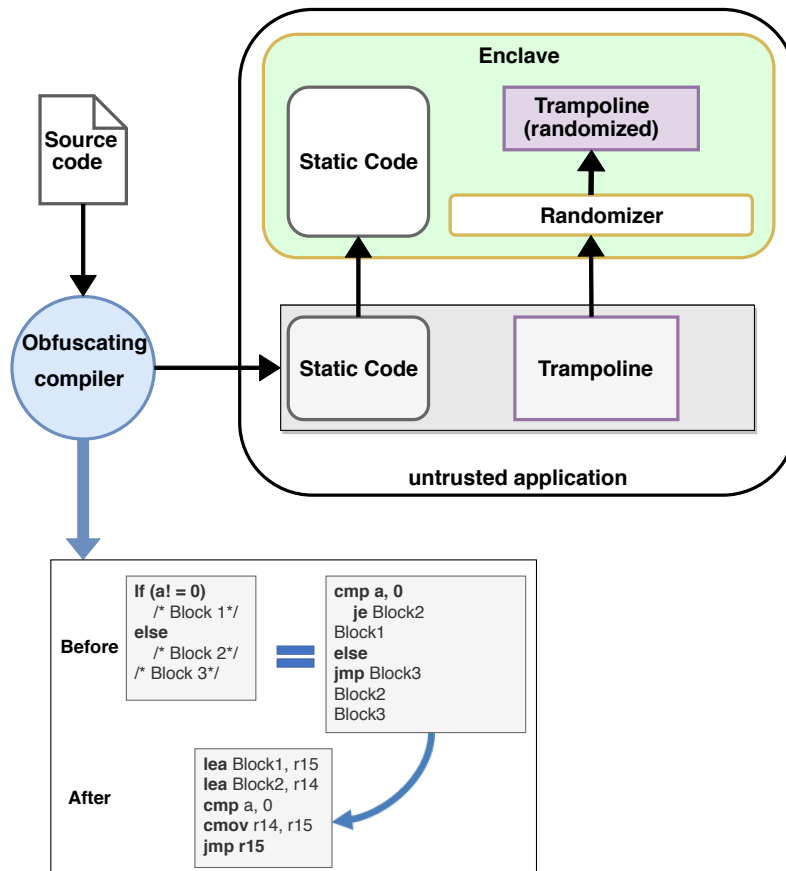 Enclave
Source
code
Static Code
Trampoline
(randomized)
Randomizer
Obfuscating
compiler
Static Code
Trampoline
untrusted application
Before
If (a! = 0)
/* Block 1*/
else
/* Block 2*/
/* Block 3*/
cmp a, 0
je Block2
Block1
else
jmp Block3
Block2
Block3
After
lea Block1, r15
lea Block2, r14
cmp a, 0
cmov r14, r15
jmp r15